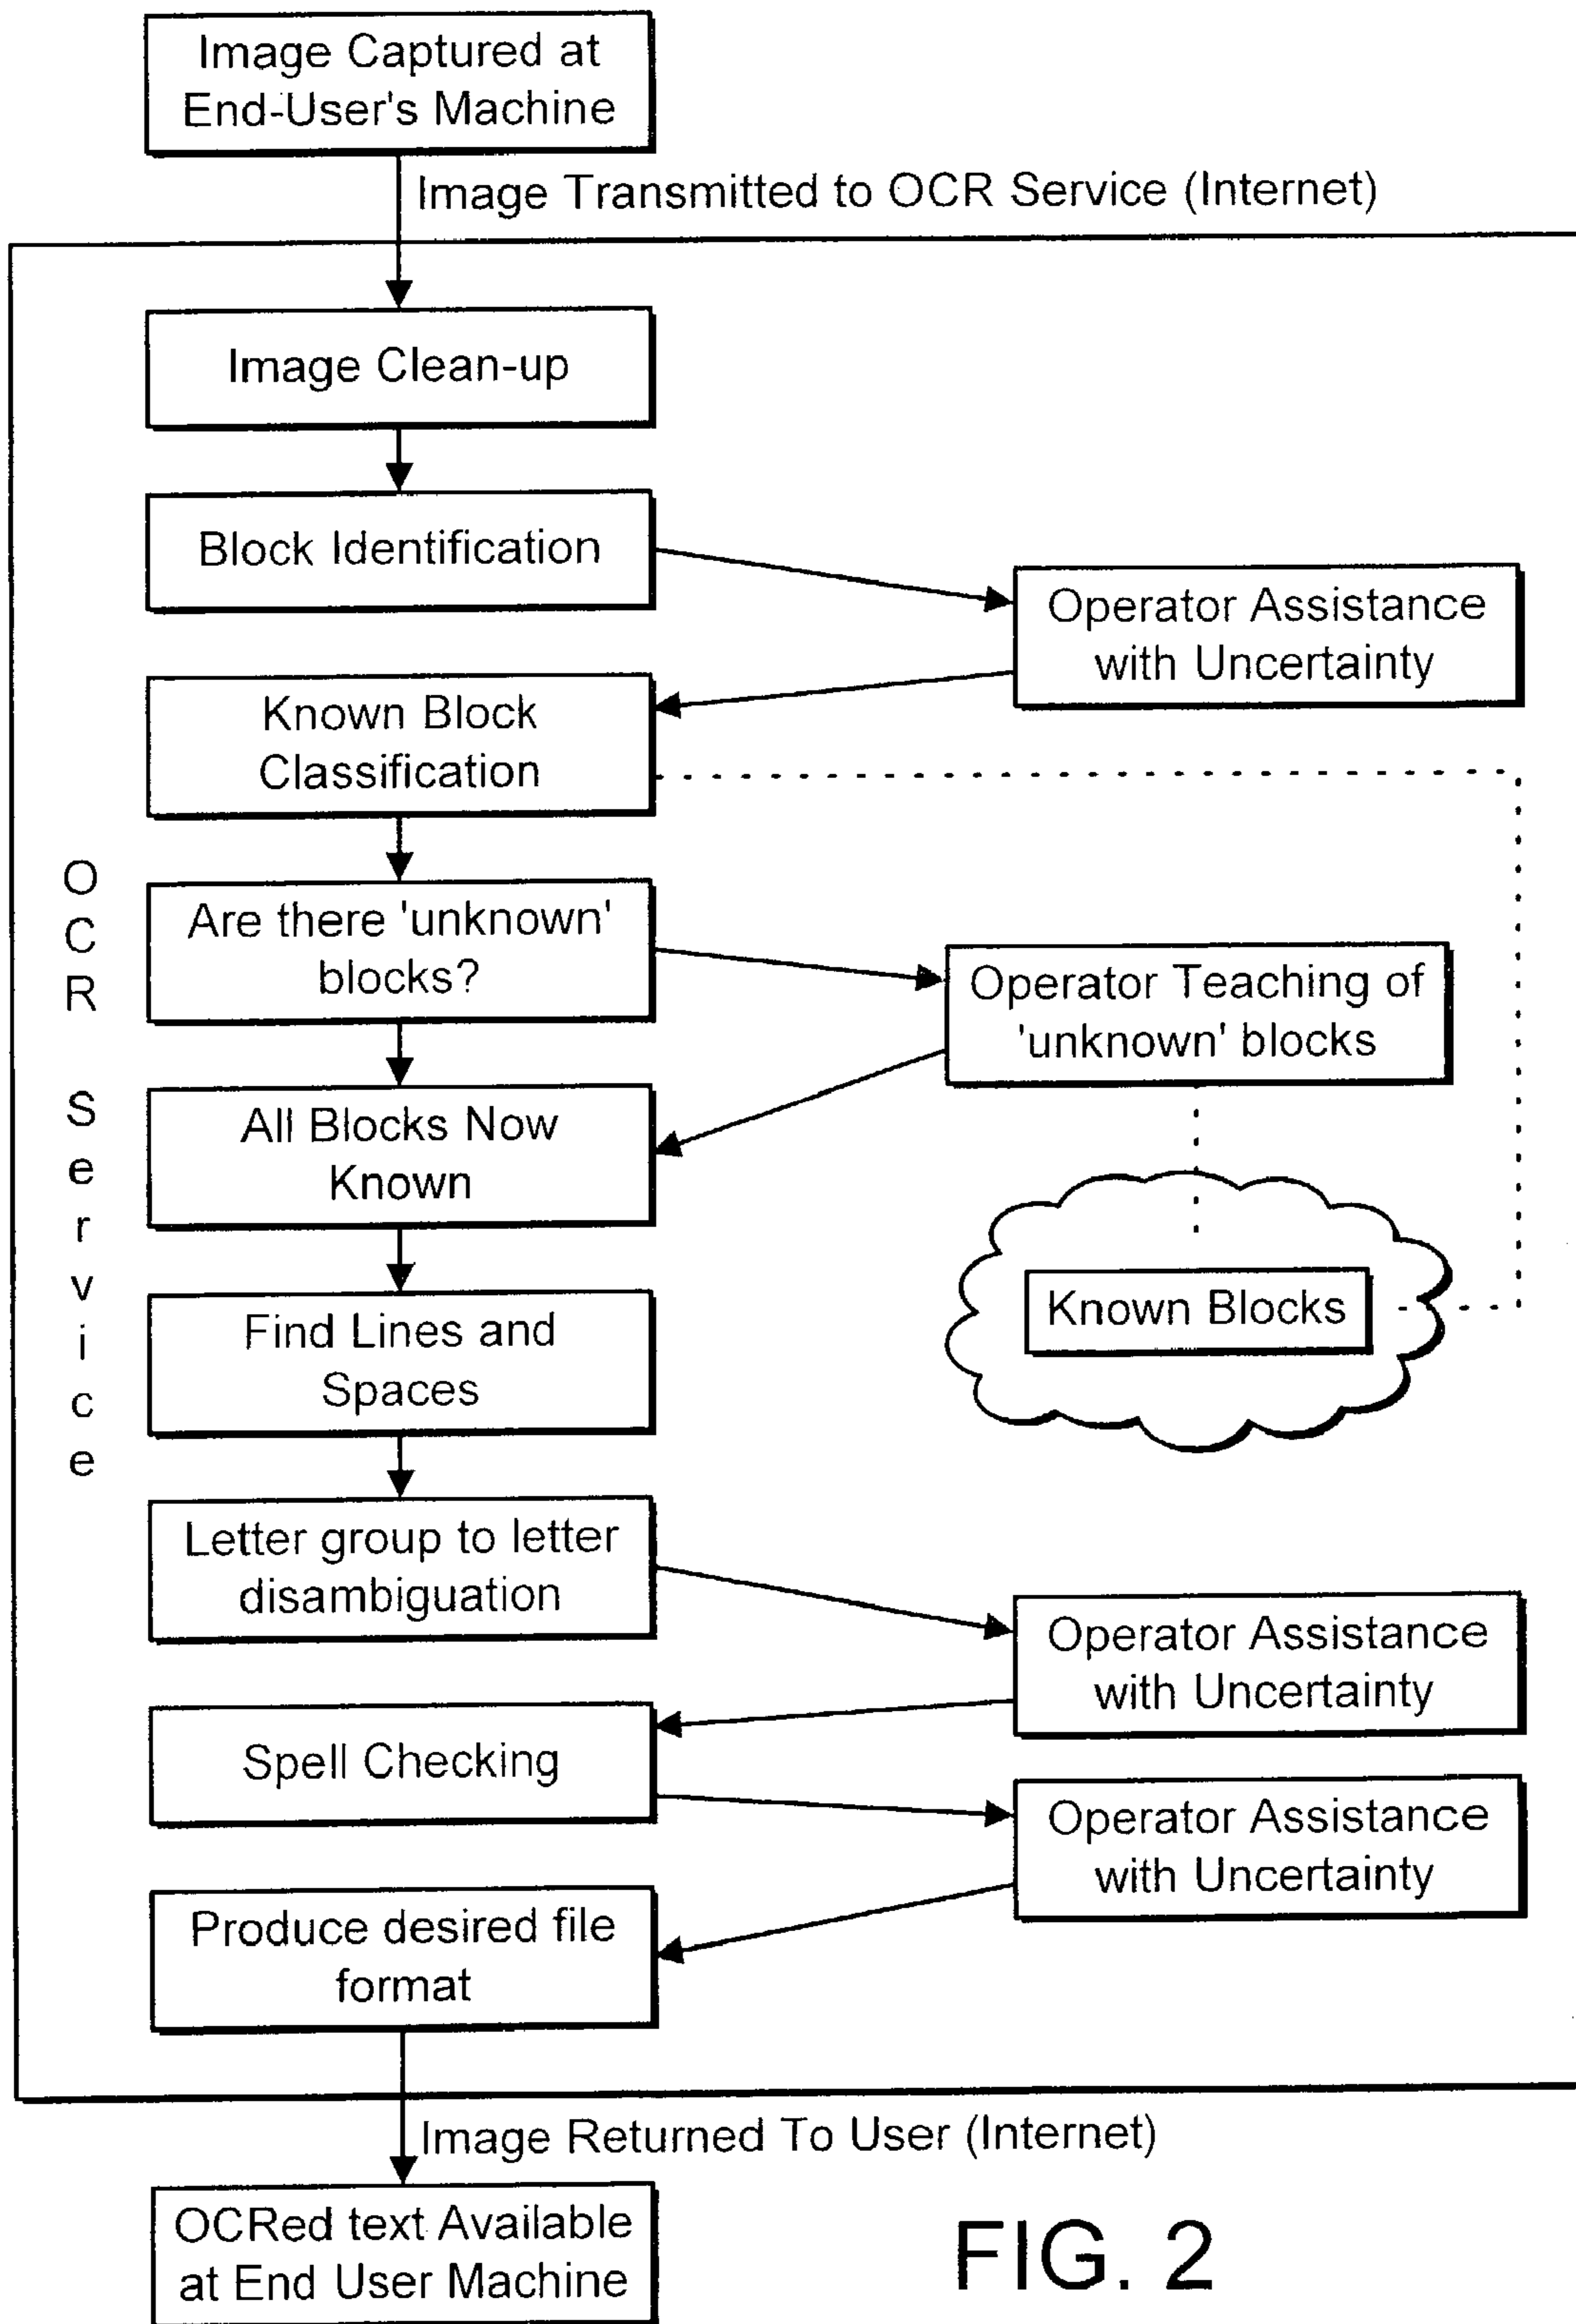 Image Captured at
End-User's Machine
Image Transmitted to OCR Service (Internet)
Image Clean-up
Block Identification
Operator Assistance
with Uncertainty
Known Block
Classification
OCR Service
Are there 'unknown'
blocks?
Operator Teaching of
'unknown' blocks
All Blocks Now
Known
Known Blocks
Find Lines and
Spaces
Letter group to letter
disambiguation
Operator Assistance
with Uncertainty
Spell Checking
Operator Assistance
with Uncertainty
Produce desired file
format
Image Returned To User (Internet)
OCRed text Available
at End User Machine
FIG. 2